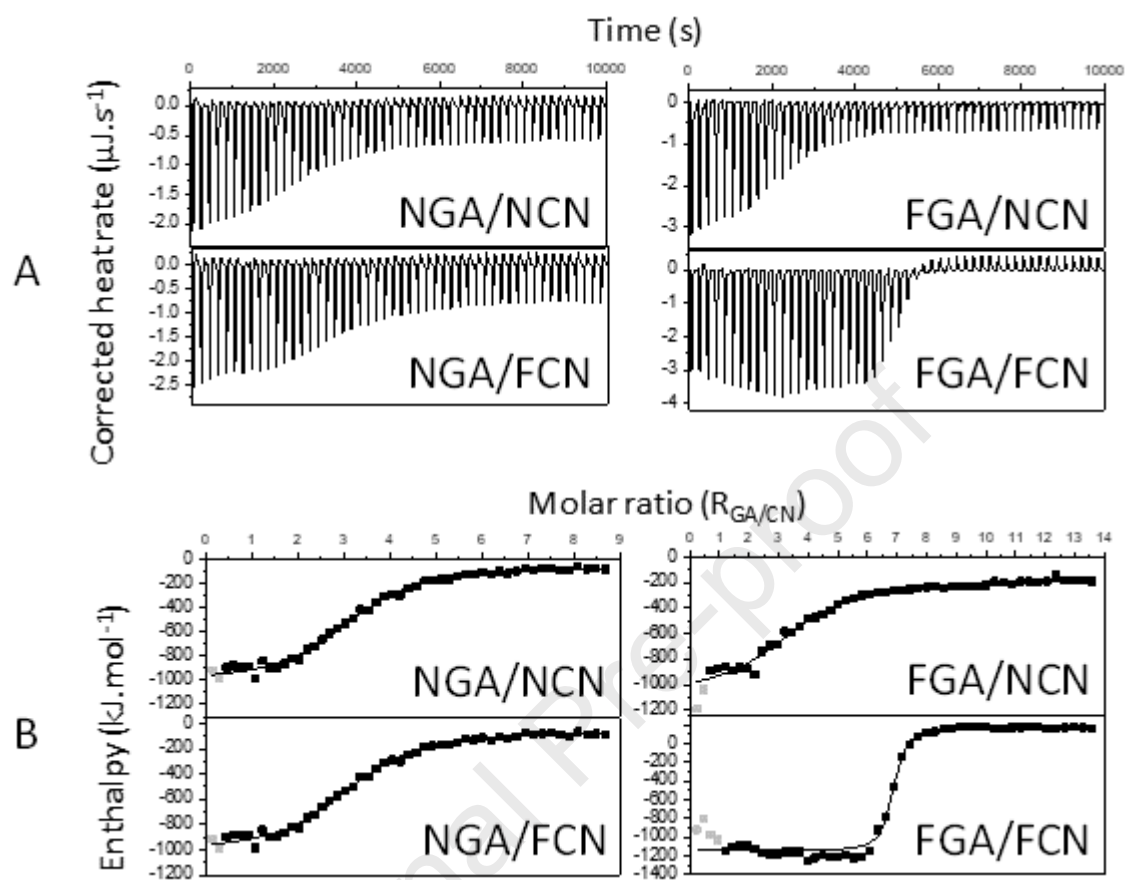 Time (s)
0 2000 4000 6000 8000 10000
0 2000 4000 6000 8000 10000
A
Corrected heat rate (µJ.s⁻¹)
0.0
-0.5
-1.0
-1.5
-2.0
NGA/NCN
0
-1
-2
-3
FGA/NCN
0.0
-0.5
-1.0
-1.5
-2.0
-2.5
NGA/FCN
0
-1
-2
-3
-4
FGA/FCN
Molar ratio (R_GA/CN)
0 1 2 3 4 5 6 7 8 9
0 1 2 3 4 5 6 7 8 9 10 11 12 13 14
B
Enthalpy (kJ.mol⁻¹)
0
-200
-400
-600
-800
-1000
-1200
NGA/NCN
0
-200
-400
-600
-800
-1000
-1200
FGA/NCN
0
-200
-400
-600
-800
-1000
-1200
NGA/FCN
200
0
-200
-400
-600
-800
-1000
-1200
-1400
FGA/FCN
nal Pre-proof